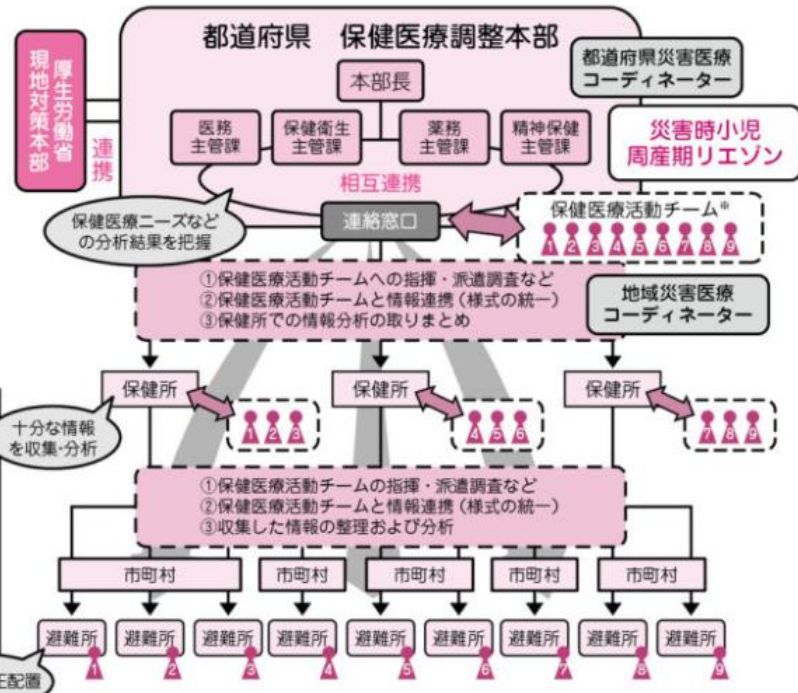 都道府県 保健医療調整本部
厚生労働省
現地対策本部
連携
都道府県災害医療
コーディネーター
本部長
医務
主管課
保健衛生
主管課
薬務
主管課
精神保健
主管課
災害時小児
周産期リエゾン
相互連携
保健医療ニーズなど
の分析結果を把握
連絡窓口
保健医療活動チーム※
1 2 3 4 5 6 7 8 9
①保健医療活動チームへの指揮・派遣調査など
②保健医療活動チームと情報連携(様式の統一)
③保健所での情報分析の取りまとめ
地域災害医療
コーディネーター
保健所
保健所
保健所
十分な情報
を収集・分析
1 2 3
4 5 6
7 8 9
①保健医療活動チームの指揮・派遣調査など
②保健医療活動チームと情報連携(様式の統一)
③収集した情報の整理および分析
市町村
市町村
市町村
市町村
市町村
避難所
避難所
避難所
避難所
避難所
避難所
避難所
避難所
避難所
1 2 3 4 5 6 7 8 9
正配置